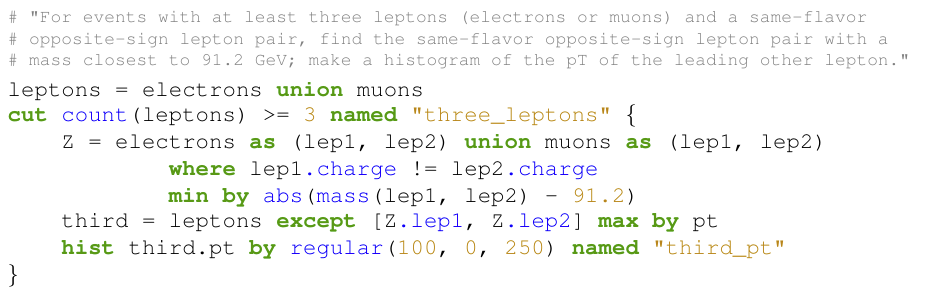 # "For events with at least three leptons (electrons or muons) and a same-flavor
# opposite-sign lepton pair, find the same-flavor opposite-sign lepton pair with a
# mass closest to 91.2 GeV; make a histogram of the pT of the leading other lepton."
leptons = electrons union muons
cut count(leptons) >= 3 named "three_leptons" {
    Z = electrons as (lep1, lep2) union muons as (lep1, lep2)
            where lep1.charge != lep2.charge
            min by abs(mass(lep1, lep2) - 91.2)
    third = leptons except [Z.lep1, Z.lep2] max by pt
    hist third.pt by regular(100, 0, 250) named "third_pt"
}